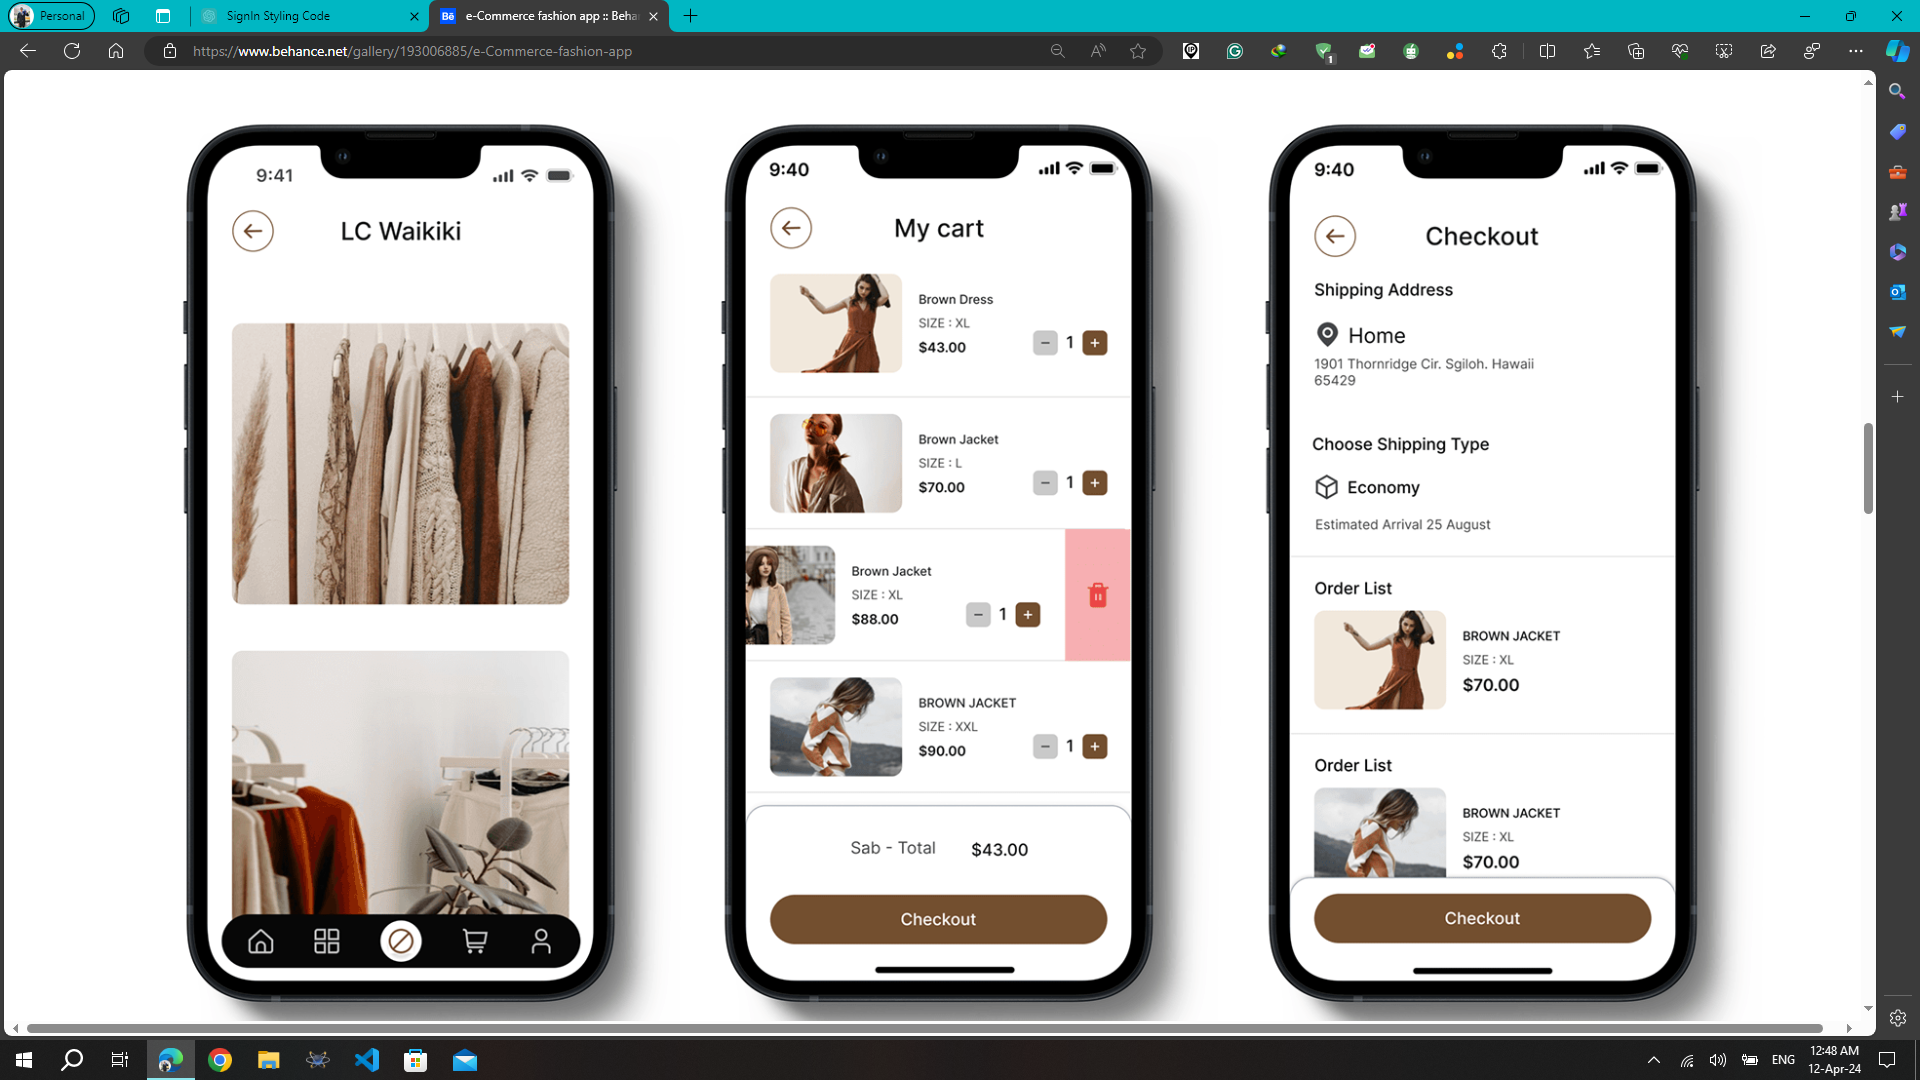 Personal
SignIn Styling Code
e-Commerce fashion app :: Beha
https://www.behance.net/gallery/193006885/e-Commerce-fashion-app
1
9:41
LC Waikiki
9:40
My cart
Brown Dress
SIZE : XL
$43.00
1
Brown Jacket
SIZE : L
$70.00
1
Brown Jacket
SIZE : XL
$88.00
1
BROWN JACKET
SIZE : XXL
$90.00
1
Sab - Total $43.00
Checkout
9:40
Checkout
Shipping Address
Home
1901 Thornridge Cir. Sgiloh. Hawaii
65429
Choose Shipping Type
Economy
Estimated Arrival 25 August
Order List
BROWN JACKET
SIZE : XL
$70.00
Order List
BROWN JACKET
SIZE : XL
$70.00
Checkout
ENG
12:48 AM
12-Apr-24